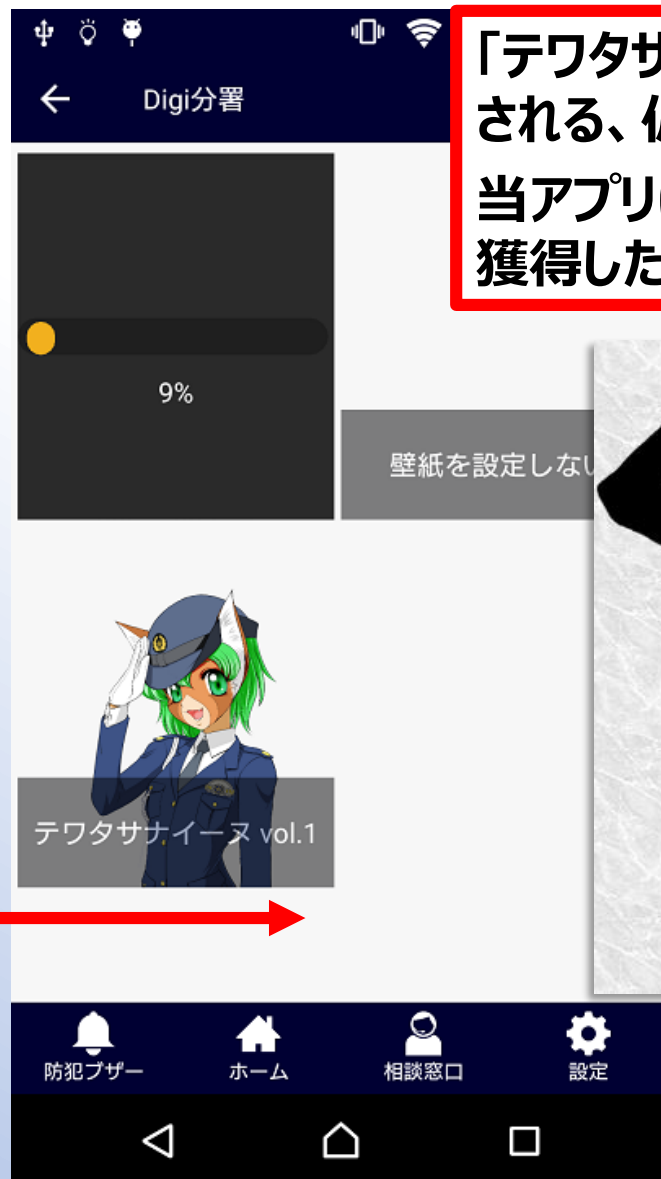 「テワタサ
される、
当アプリ
獲得した
Digi分署
9%
壁紙を設定しない
テワタサナイーヌ vol.1
防犯ブザー
ホーム
相談窓口
設定